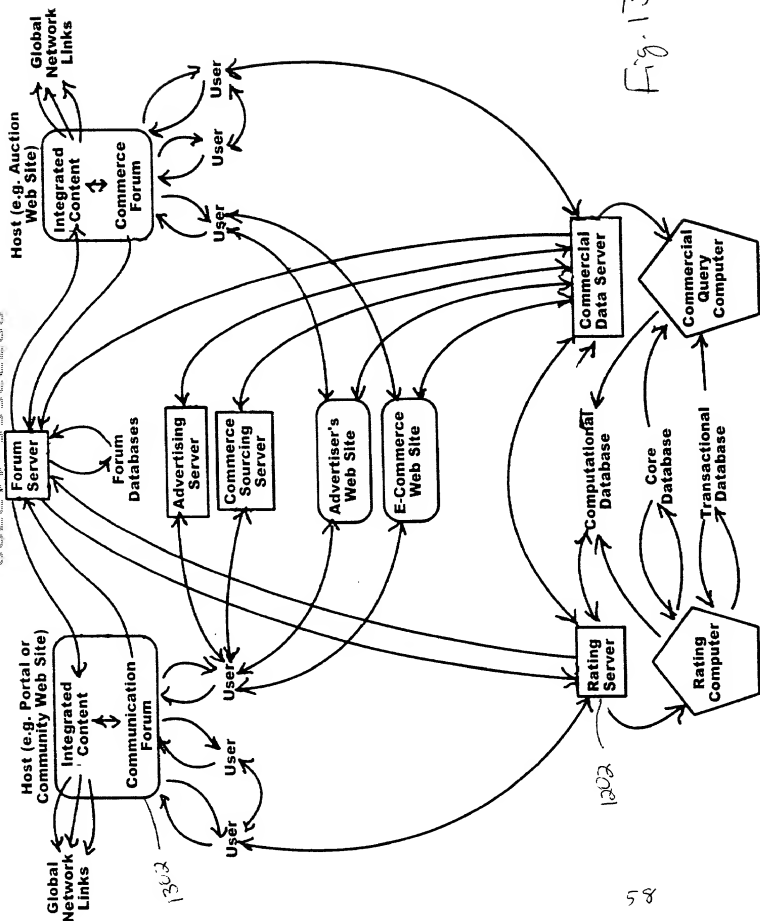 Host (e.g. Portal or
Community Web Site)
Integrated
Content
Communication
Forum
Global
Network
Links
1302
User
User
User
Forum
Server
Forum
Databases
Host (e.g. Auction
Web Site)
Integrated
Content
Commerce
Forum
Global
Network
Links
User
User
User
Advertising
Server
Commerce
Sourcing
Server
Advertiser's
Web Site
E-Commerce
Web Site
Rating
Server
1202
Rating
Computer
Computational
Database
Core
Database
Transactional
Database
Commercial
Data Server
Commercial
Query
Computer
58
Fig. 13